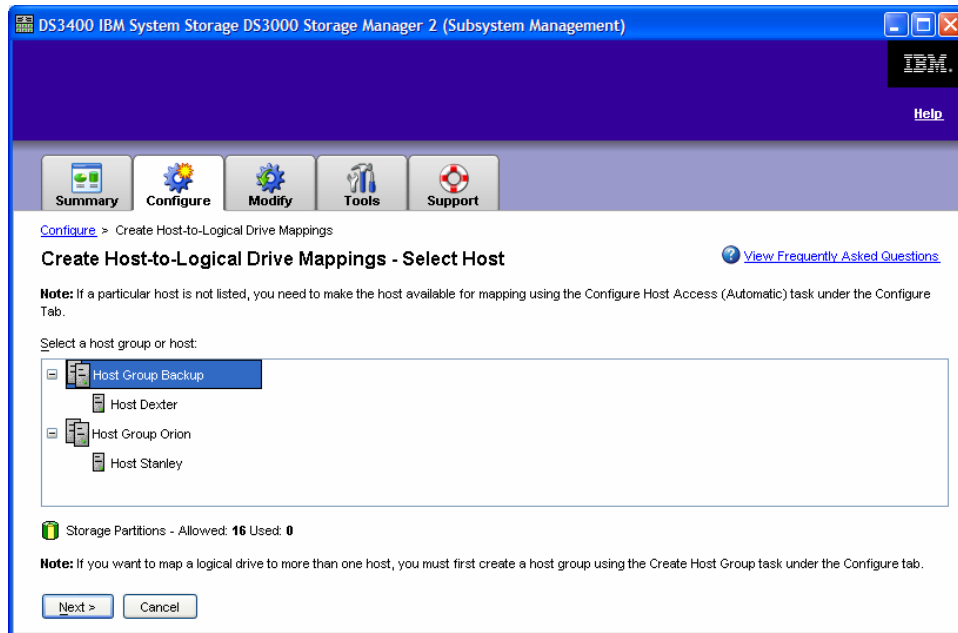 DS3400 IBM System Storage DS3000 Storage Manager 2 (Subsystem Management)
IBM.
Help
Summary
Configure
Modify
Tools
Support
Configure > Create Host-to-Logical Drive Mappings
Create Host-to-Logical Drive Mappings - Select Host
View Frequently Asked Questions
Note: If a particular host is not listed, you need to make the host available for mapping using the Configure Host Access (Automatic) task under the Configure
Tab.
Select a host group or host:
Host Group Backup
Host Dexter
Host Group Orion
Host Stanley
Storage Partitions - Allowed: 16 Used: 0
Note: If you want to map a logical drive to more than one host, you must first create a host group using the Create Host Group task under the Configure tab.
Next >
Cancel